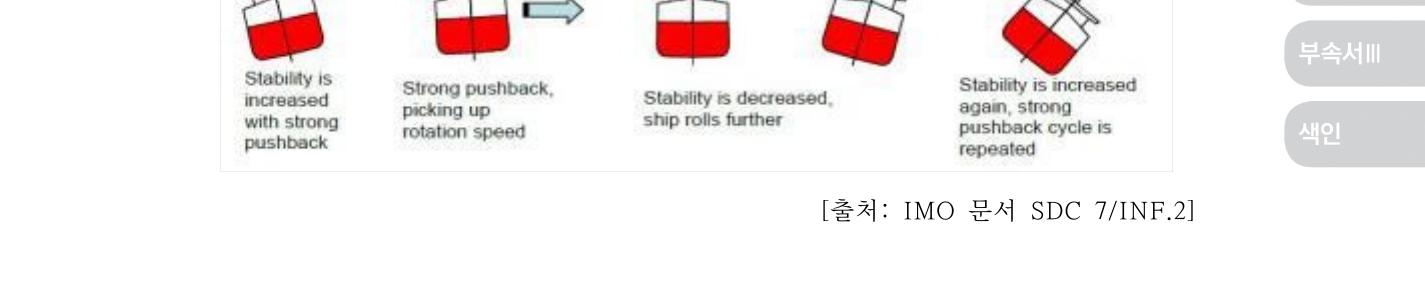 Stability is
increased
with strong
pushback
Strong pushback,
picking up
rotation speed
Stability is decreased,
ship rolls further
Stability is increased
again, strong
pushback cycle is
repeated
[출처: IMO 문서 SDC 7/INF.2]
부속서Ⅲ
색인